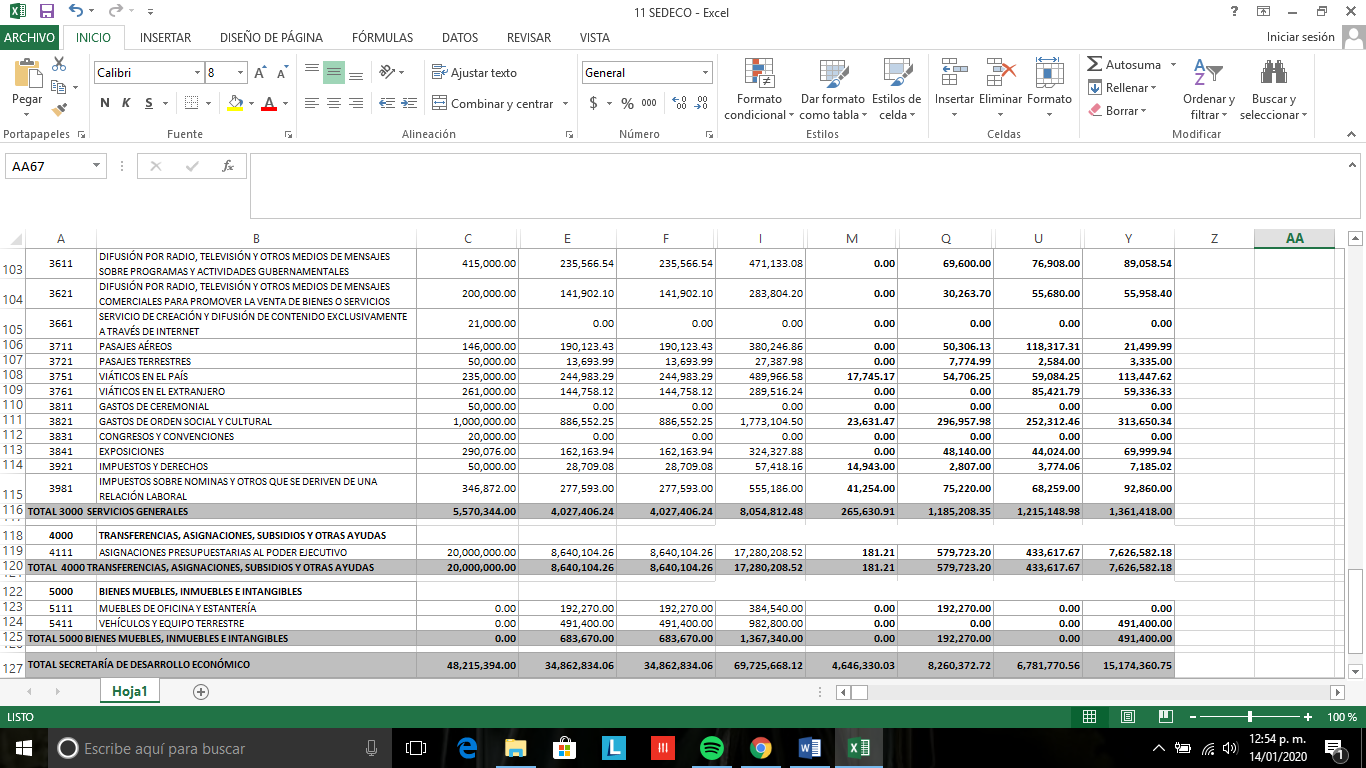 11 SEDECO - Excel
ARCHIVO INICIO INSERTAR DISEÑO DE PÁGINA FÓRMULAS DATOS REVISAR VISTA Iniciar sesión
Pegar
Calibri 8
N K S
Ajustar texto
Combinar y centrar
General
$ % 000
Formato condicional
Dar formato como tabla
Estilos de celda
Insertar Eliminar Formato
Autosuma
Rellenar
Borrar
Ordenar y filtrar
Buscar y seleccionar
Portapapeles Fuente Alineación Número Estilos Celdas Modificar
AA67 fx
A B C E F I M Q U Y Z AA
103 3611 DIFUSIÓN POR RADIO, TELEVISIÓN Y OTROS MEDIOS DE MENSAJES
SOBRE PROGRAMAS Y ACTIVIDADES GUBERNAMENTALES 415,000.00 235,566.54 235,566.54 471,133.08 0.00 69,600.00 76,908.00 89,058.54
104 3621 DIFUSIÓN POR RADIO, TELEVISIÓN Y OTROS MEDIOS DE MENSAJES
COMERCIALES PARA PROMOVER LA VENTA DE BIENES O SERVICIOS 200,000.00 141,902.10 141,902.10 283,804.20 0.00 30,263.70 55,680.00 55,958.40
105 3661 SERVICIO DE CREACIÓN Y DIFUSIÓN DE CONTENIDO EXCLUSIVAMENTE
A TRAVÉS DE INTERNET 21,000.00 0.00 0.00 0.00 0.00 0.00 0.00 0.00
106 3711 PASAJES AÉREOS 146,000.00 190,123.43 190,123.43 380,246.86 0.00 50,306.13 118,317.31 21,499.99
107 3721 PASAJES TERRESTRES 50,000.00 13,693.99 13,693.99 27,387.98 0.00 7,774.99 2,584.00 3,335.00
108 3751 VIÁTICOS EN EL PAÍS 235,000.00 244,983.29 244,983.29 489,966.58 17,745.17 54,706.25 59,084.25 113,447.62
109 3761 VIÁTICOS EN EL EXTRANJERO 261,000.00 144,758.12 144,758.12 289,516.24 0.00 0.00 85,421.79 59,336.33
110 3811 GASTOS DE CEREMONIAL 50,000.00 0.00 0.00 0.00 0.00 0.00 0.00 0.00
111 3821 GASTOS DE ORDEN SOCIAL Y CULTURAL 1,000,000.00 886,552.25 886,552.25 1,773,104.50 23,631.47 296,957.98 252,312.46 313,650.34
112 3831 CONGRESOS Y CONVENCIONES 20,000.00 0.00 0.00 0.00 0.00 0.00 0.00 0.00
113 3841 EXPOSICIONES 290,076.00 162,163.94 162,163.94 324,327.88 0.00 48,140.00 44,024.00 69,999.94
114 3921 IMPUESTOS Y DERECHOS 50,000.00 28,709.08 28,709.08 57,418.16 14,943.00 2,807.00 3,774.06 7,185.02
115 3981 IMPUESTOS SOBRE NOMINAS Y OTROS QUE SE DERIVEN DE UNA
RELACIÓN LABORAL 346,872.00 277,593.00 277,593.00 555,186.00 41,254.00 75,220.00 68,259.00 92,860.00
116 TOTAL 3000 SERVICIOS GENERALES 5,570,344.00 4,027,406.24 4,027,406.24 8,054,812.48 265,630.91 1,185,208.35 1,215,148.98 1,361,418.00
118 4000 TRANSFERENCIAS, ASIGNACIONES, SUBSIDIOS Y OTRAS AYUDAS
119 4111 ASIGNACIONES PRESUPUESTARIAS AL PODER EJECUTIVO 20,000,000.00 8,640,104.26 8,640,104.26 17,280,208.52 181.21 579,723.20 433,617.67 7,626,582.18
120 TOTAL 4000 TRANSFERENCIAS, ASIGNACIONES, SUBSIDIOS Y OTRAS AYUDAS 20,000,000.00 8,640,104.26 8,640,104.26 17,280,208.52 181.21 579,723.20 433,617.67 7,626,582.18
122 5000 BIENES MUEBLES, INMUEBLES E INTANGIBLES
123 5111 MUEBLES DE OFICINA Y ESTANTERÍA 0.00 192,270.00 192,270.00 384,540.00 0.00 192,270.00 0.00 0.00
124 5411 VEHÍCULOS Y EQUIPO TERRESTRE 0.00 491,400.00 491,400.00 982,800.00 0.00 0.00 0.00 491,400.00
125 TOTAL 5000 BIENES MUEBLES, INMUEBLES E INTANGIBLES 0.00 683,670.00 683,670.00 1,367,340.00 0.00 192,270.00 0.00 491,400.00
127 TOTAL SECRETARÍA DE DESARROLLO ECONÓMICO 48,215,394.00 34,862,834.06 34,862,834.06 69,725,668.12 4,646,330.03 8,260,372.72 6,781,770.56 15,174,360.75
Hoja1
LISTO 100 %
Escribe aquí para buscar
12:54 p. m.
14/01/2020